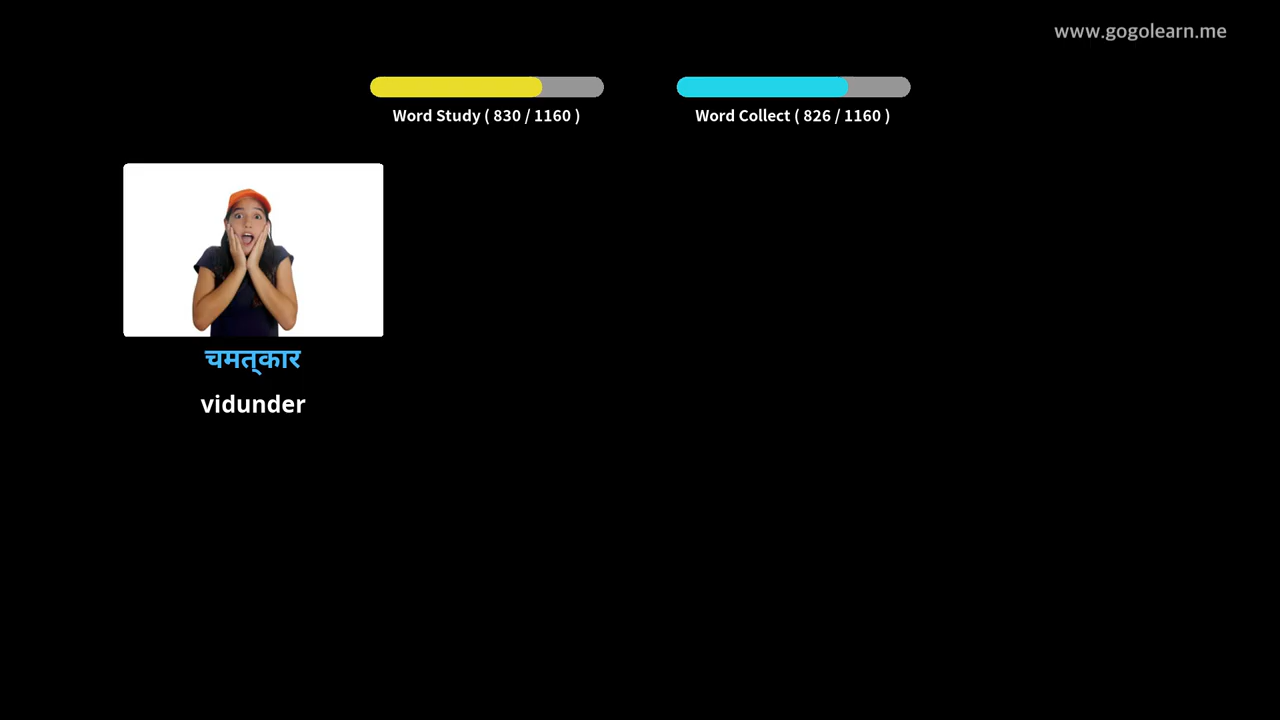 www.gogolearn.me
Word Study ( 830 / 1160 )
Word Collect ( 826 / 1160 )
चमत्कार
vidunder